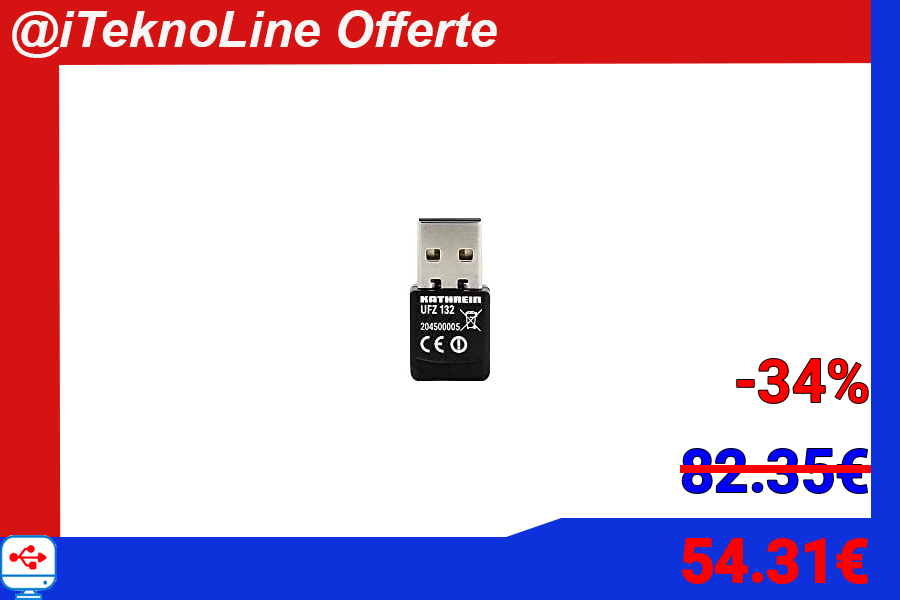 @iTeknoLine Offerte
KATHREIN
UFZ 132
204500005
CE
-34%
82.35€
54.31€